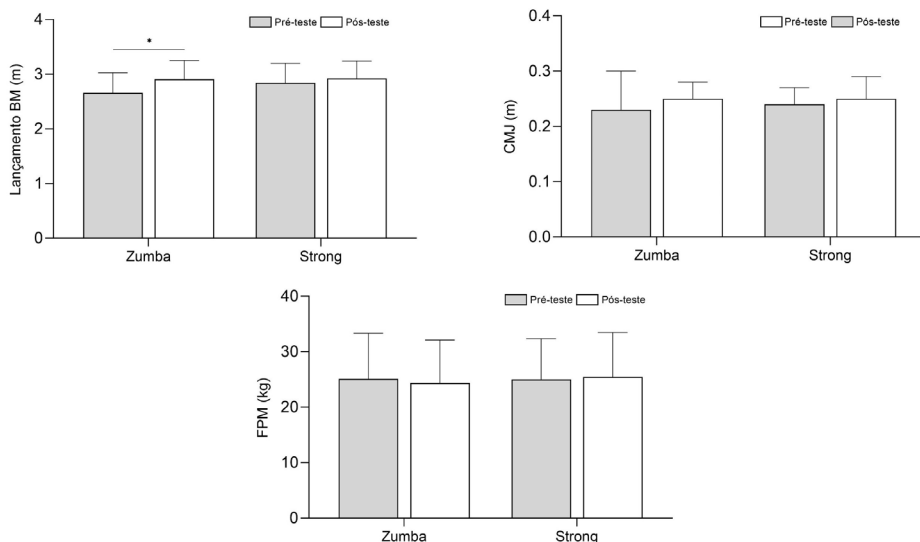 Lançamento BM (m)
4
3
2
1
0
Pré-teste Pós-teste
*
Zumba Strong
CMJ (m)
0.4
0.3
0.2
0.1
0.0
Pré-teste Pós-teste
Zumba Strong
FPM (kg)
40
30
20
10
0
Pré-teste Pós-teste
Zumba Strong